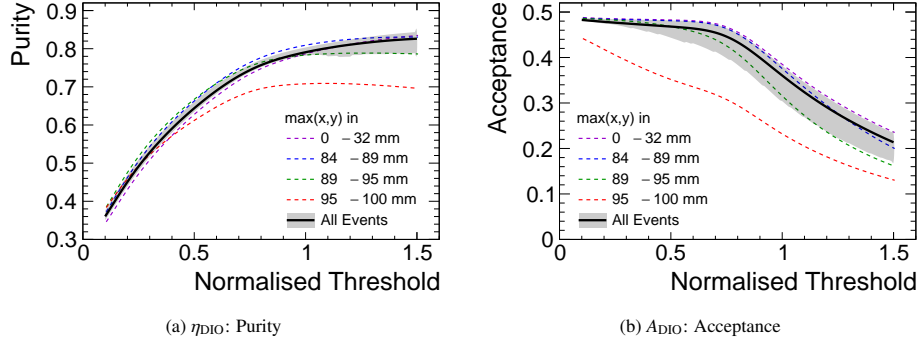 Purity
0.9
0.8
0.7
0.6
0.5
0.4
0.3
0
0.5
1
1.5
Normalised Threshold
max(x,y) in
0 – 32 mm
84 – 89 mm
89 – 95 mm
95 – 100 mm
All Events
(a) ηDIO: Purity
Acceptance
0.5
0.4
0.3
0.2
0.1
0
0
0.5
1
1.5
Normalised Threshold
max(x,y) in
0 – 32 mm
84 – 89 mm
89 – 95 mm
95 – 100 mm
All Events
(b) ADIO: Acceptance